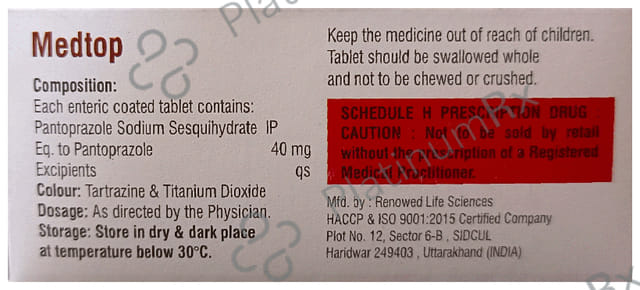 Medtop
Composition:
Each enteric coated tablet contains:
Pantoprazole Sodium Sesquihydrate IP
Eq. to Pantoprazole 40 mg
Excipients qs
Colour: Tartrazine & Titanium Dioxide
Dosage: As directed by the Physician.
Storage: Store in dry & dark place
at temperature below 30°C.
Keep the medicine out of reach of children.
Tablet should be swallowed whole
and not to be chewed or crushed.
SCHEDULE H PRESCRIPTION DRUG :
CAUTION : Not to be sold by retail
without the prescription of a Registered
Medical Practitioner.
Mfd. by : Renowed Life Sciences
HACCP & ISO 9001:2015 Certified Company
Plot No. 12, Sector 6-B , SIDCUL
Haridwar 249403 , Uttarakhand (INDIA)
PlatinumRx